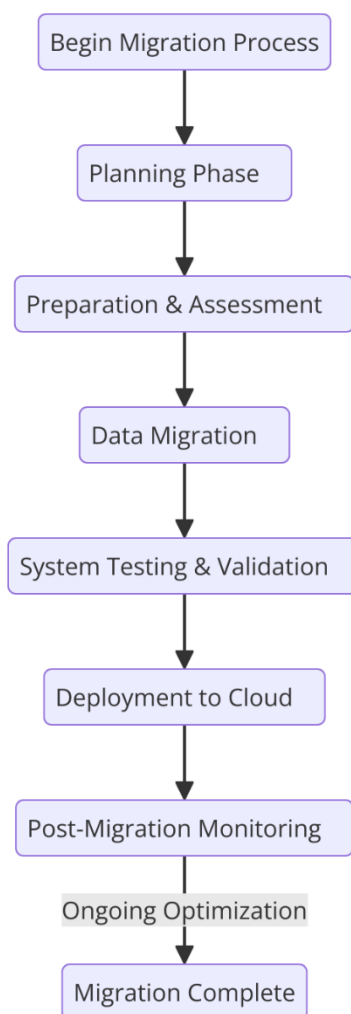 Begin Migration Process
Planning Phase
Preparation & Assessment
Data Migration
System Testing & Validation
Deployment to Cloud
Post-Migration Monitoring
Ongoing Optimization
Migration Complete